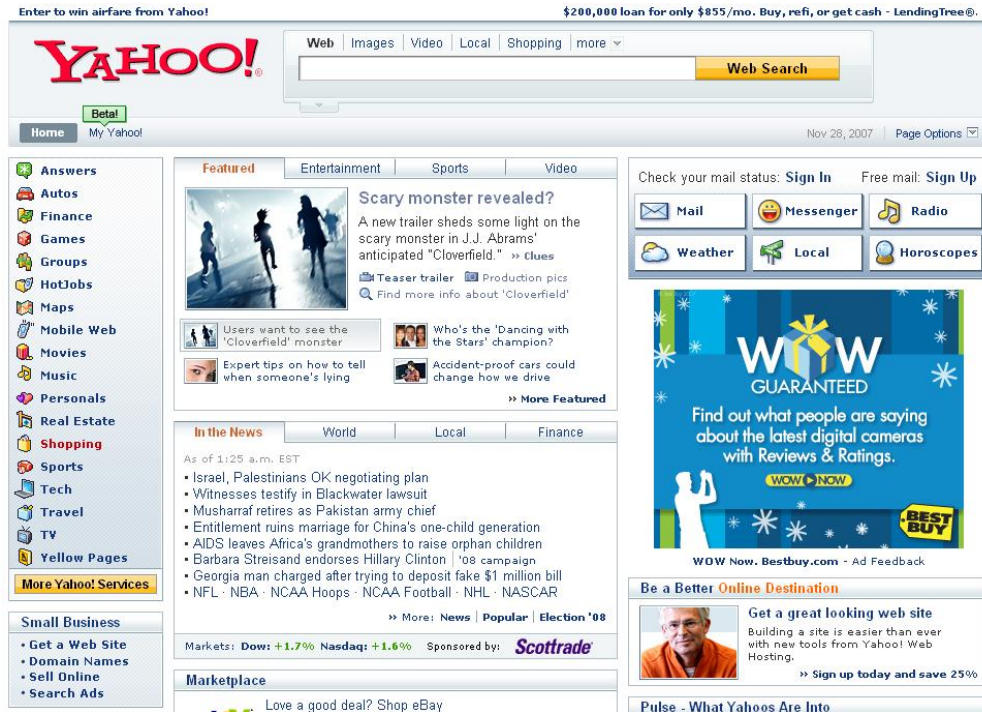 Enter to win airfare from Yahoo!
$200,000 loan for only $855/mo. Buy, refi, or get cash - LendingTree®.
YAHOO!®
Web | Images | Video | Local | Shopping | more
Web Search
Beta!
Home My Yahoo!
Nov 28, 2007 | Page Options
Answers
Autos
Finance
Games
Groups
HotJobs
Maps
Mobile Web
Movies
Music
Personals
Real Estate
Shopping
Sports
Tech
Travel
TV
Yellow Pages
More Yahoo! Services
Small Business
• Get a Web Site
• Domain Names
• Sell Online
• Search Ads
Featured Entertainment | Sports | Video
Scary monster revealed?
A new trailer sheds some light on the
scary monster in J.J. Abrams'
anticipated "Cloverfield." » Clues
Teaser trailer Production pics
Find more info about 'Cloverfield'
Users want to see the
'Cloverfield' monster
Who's the 'Dancing with
the Stars' champion?
Expert tips on how to tell
when someone's lying
Accident-proof cars could
change how we drive
» More Featured
In the News World | Local | Finance
As of 1:25 a.m. EST
• Israel, Palestinians OK negotiating plan
• Witnesses testify in Blackwater lawsuit
• Musharraf retires as Pakistan army chief
• Entitlement ruins marriage for China's one-child generation
• AIDS leaves Africa's grandmothers to raise orphan children
• Barbara Streisand endorses Hillary Clinton | '08 campaign
• Georgia man charged after trying to deposit fake $1 million bill
• NFL · NBA · NCAA Hoops · NCAA Football · NHL · NASCAR
» More: News | Popular | Election '08
Markets: Dow: +1.7% Nasdaq: +1.6% Sponsored by: Scottrade
Marketplace
Love a good deal? Shop eBay
Check your mail status: Sign In Free mail: Sign Up
Mail
Messenger
Radio
Weather
Local
Horoscopes
WOW
GUARANTEED
Find out what people are saying
about the latest digital cameras
with Reviews & Ratings.
WOW NOW
BEST
BUY
WOW Now. Bestbuy.com - Ad Feedback
Be a Better Online Destination
Get a great looking web site
Building a site is easier than ever
with new tools from Yahoo! Web
Hosting.
» Sign up today and save 25%
Pulse - What Yahoos Are Into